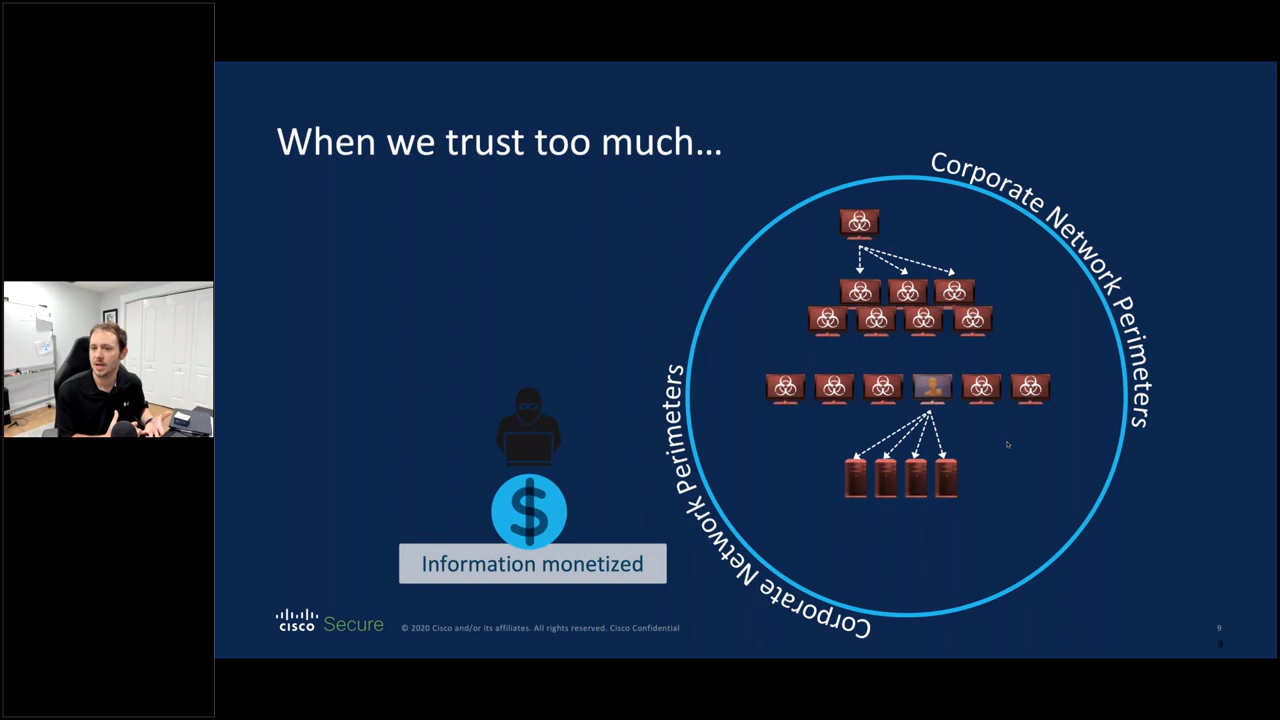 When we trust too much...
Corporate Network Perimeters
Corporate Network Perimeters
$
Information monetized
CISCO Secure
© 2020 Cisco and/or its affiliates. All rights reserved. Cisco Confidential
9
9